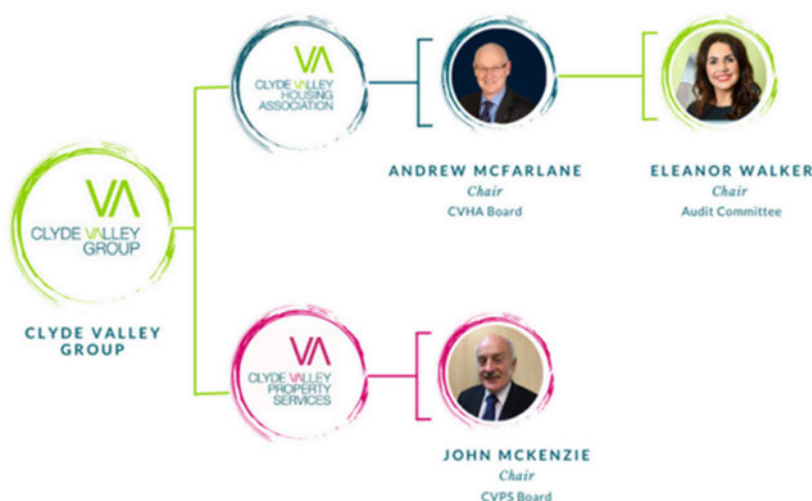 VA
CLYDE VALLEY
GROUP
CLYDE VALLEY
GROUP
VA
CLYDE VALLEY
HOUSING
ASSOCIATION
ANDREW MCFARLANE
Chair
CVHA Board
ELEANOR WALKER
Chair
Audit Committee
VA
CLYDE VALLEY
PROPERTY
SERVICES
JOHN MCKENZIE
Chair
CVPS Board